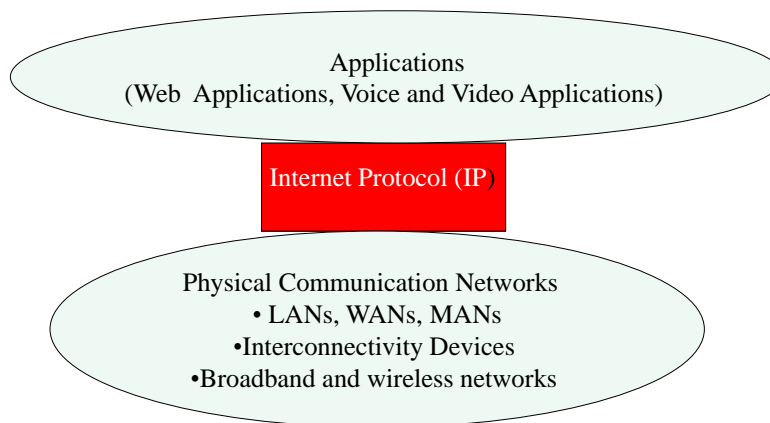 Applications
(Web Applications, Voice and Video Applications)
Internet Protocol (IP)
Physical Communication Networks
• LANs, WANs, MANs
•Interconnectivity Devices
•Broadband and wireless networks